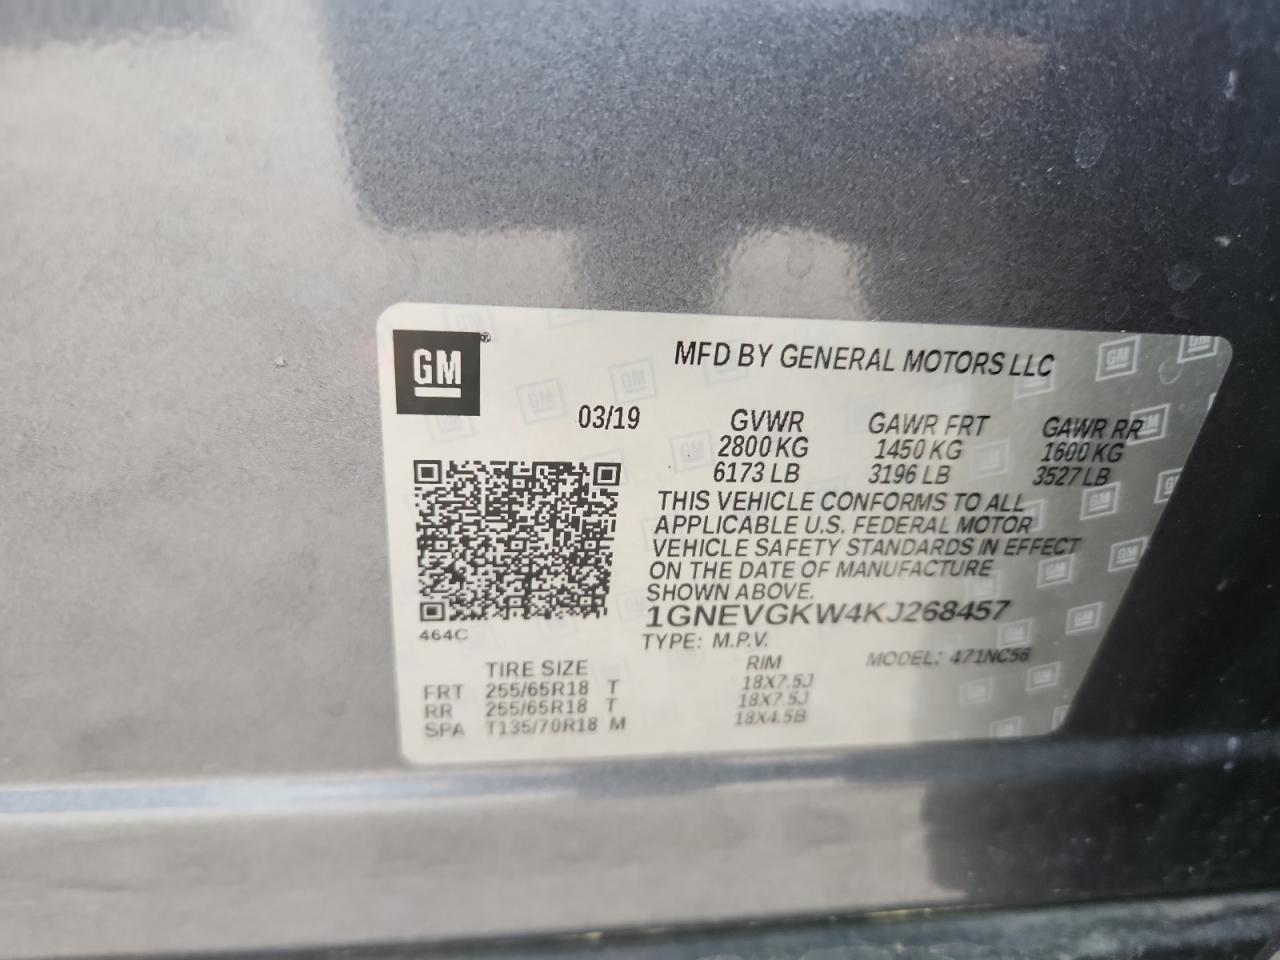 GM®
MFD BY GENERAL MOTORS LLC
03/19 GVWR GAWR FRT GAWR RR
2800 KG 1450 KG 1600 KG
6173 LB 3196 LB 3527 LB
THIS VEHICLE CONFORMS TO ALL
APPLICABLE U.S. FEDERAL MOTOR
VEHICLE SAFETY STANDARDS IN EFFECT
ON THE DATE OF MANUFACTURE
SHOWN ABOVE.
1GNEVGKW4KJ268457
464C
TYPE: M.P.V. MODEL: 471NC56
TIRE SIZE RIM
FRT 255/65R18 T 18X7.5J
RR 255/65R18 T 18X7.5J
SPA T135/70R18 M 18X4.5B